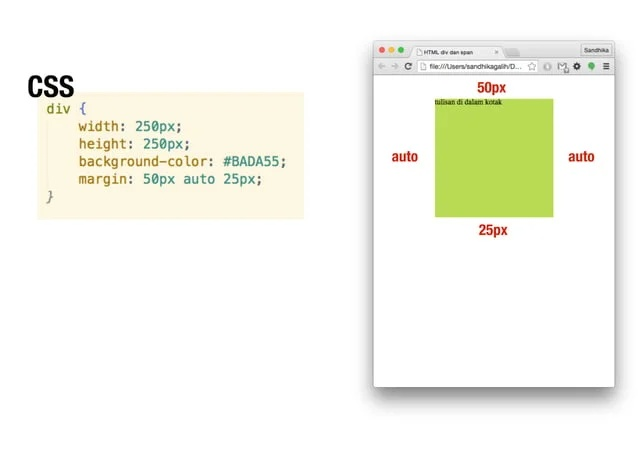 CSS
div {
width: 250px;
height: 250px;
background-color: #BADA55;
margin: 50px auto 25px;
}
HTML div dan span
Sandhika
file:///Users/sandhikagalih/D...
50px
tulisan di dalam kotak
auto
auto
25px